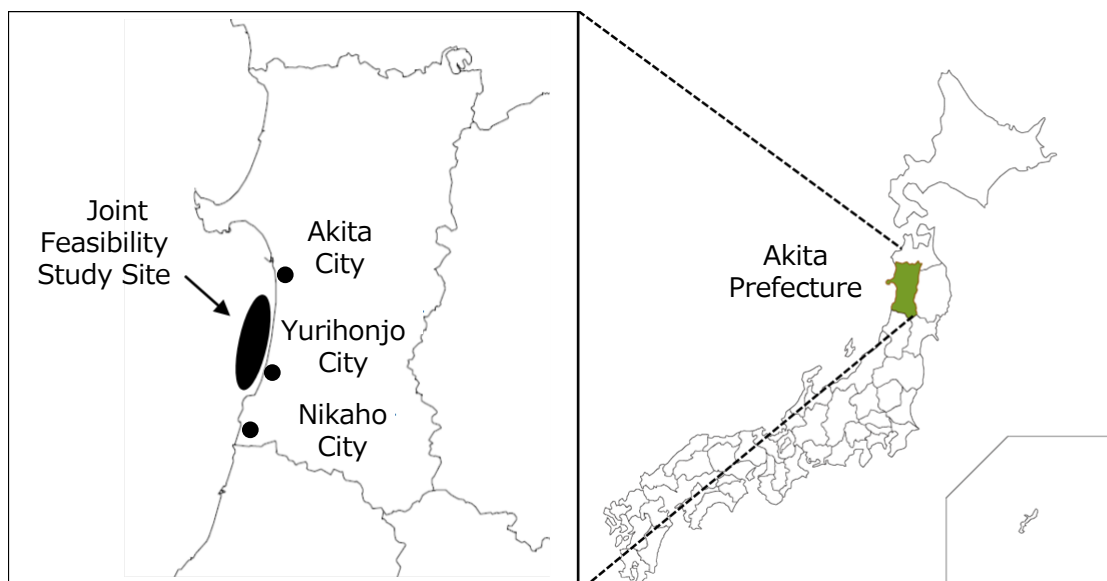 Joint
Feasibility
Study Site
Akita
City
Yurihonjo
City
Nikaho
City
Akita
Prefecture